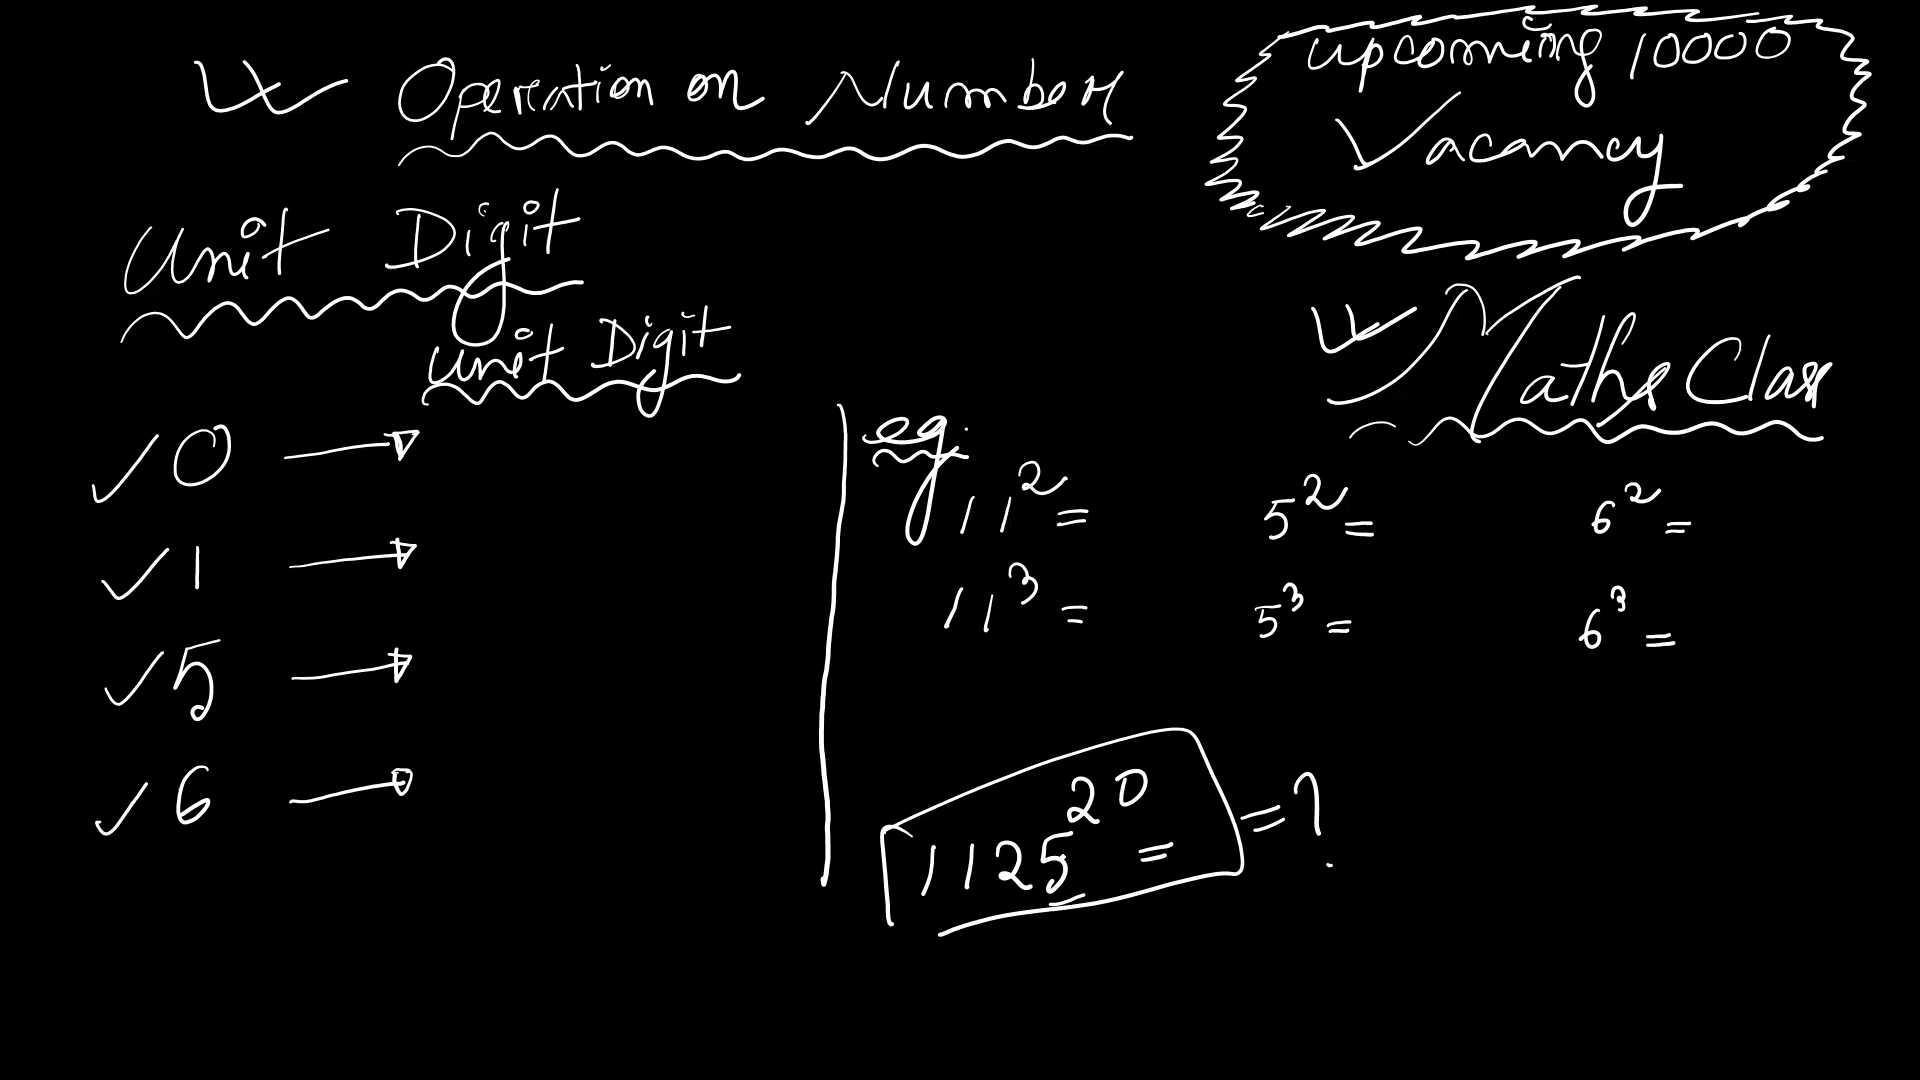 Operation on Number
upcoming 10000
Vacancy
Unit Digit
Unit Digit
Maths Class
0 →
1 →
5 →
6 →
eg.
11² = 5² = 6² =
11³ = 5³ = 6³ =
1125²⁰ = = ?